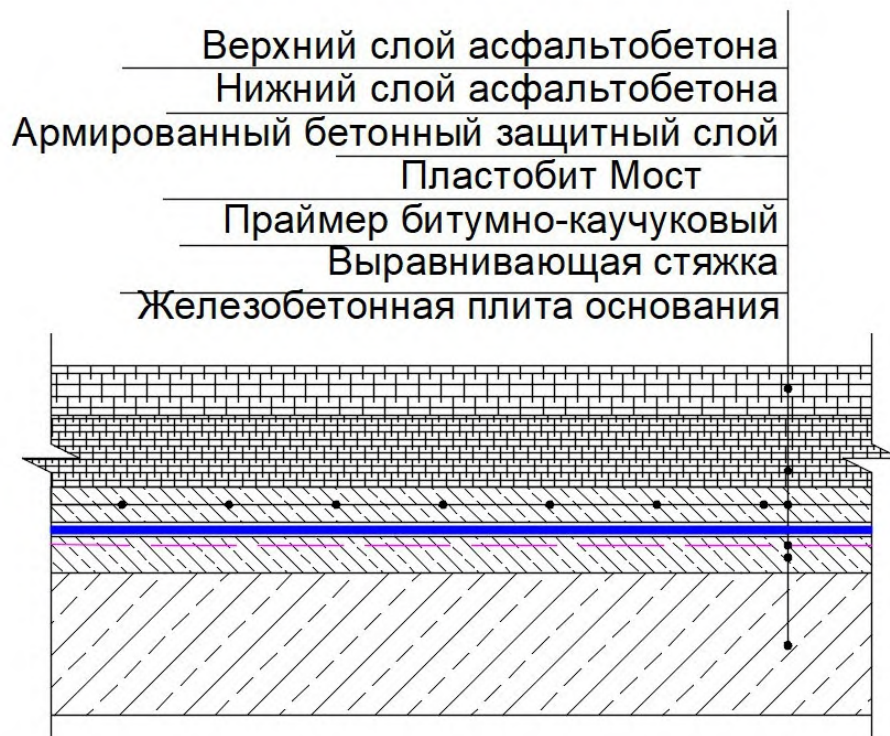 Верхний слой асфальтобетона
Нижний слой асфальтобетона
Армированный бетонный защитный слой
Пластобит Мост
Праймер битумно-каучуковый
Выравнивающая стяжка
Железобетонная плита основания